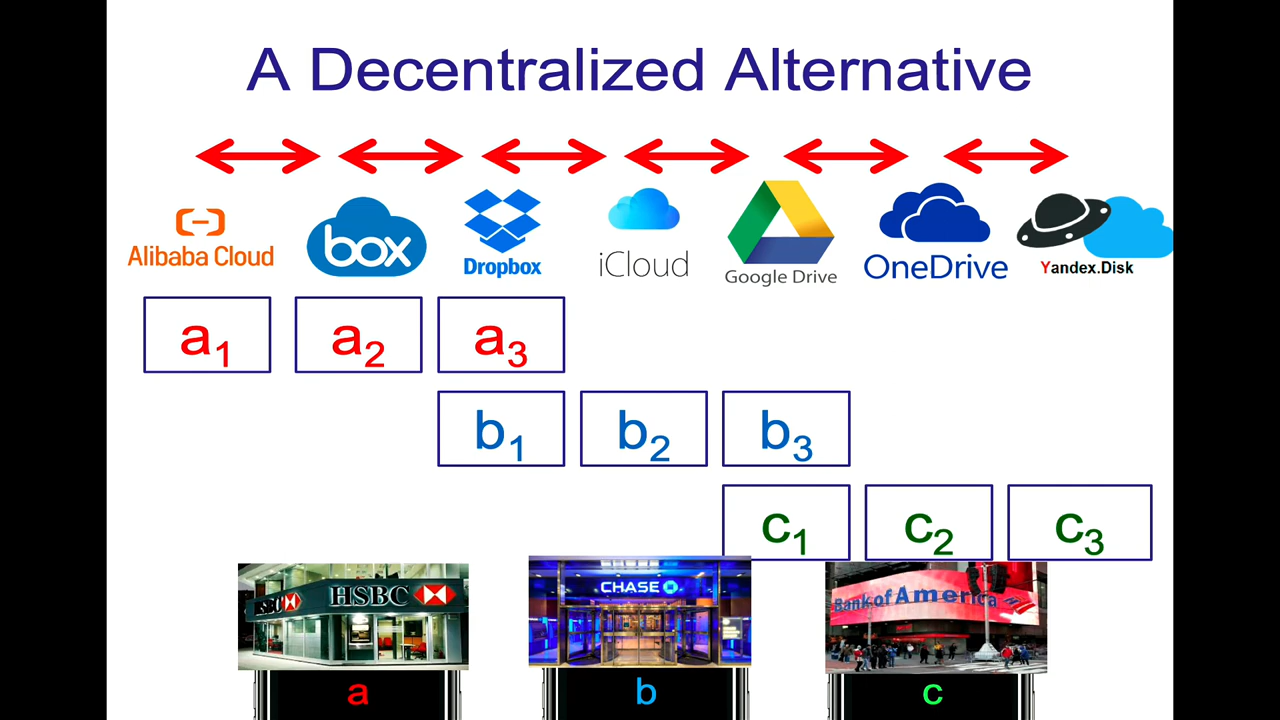 A Decentralized Alternative
Alibaba Cloud
box
Dropbox
iCloud
Google Drive
OneDrive
Yandex.Disk
a1
a2
a3
b1
b2
b3
c1
c2
c3
HSBC
HSBC
CHASE
Bank of America
a
b
c